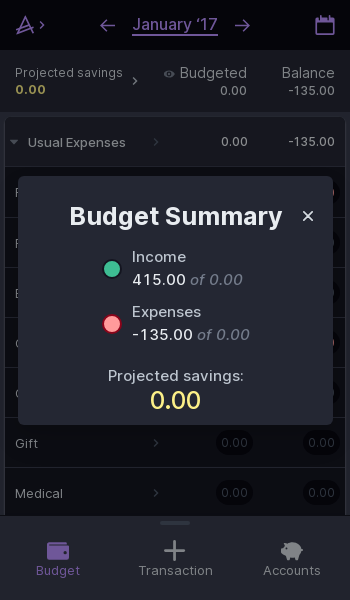 January ‘17
Projected savings
0.00
Budgeted
0.00
Balance
-135.00
Usual Expenses
0.00
-135.00
Budget Summary
Income
415.00 of 0.00
Expenses
-135.00 of 0.00
Projected savings:
0.00
Gift
0.00
0.00
Medical
0.00
0.00
Budget
Transaction
Accounts